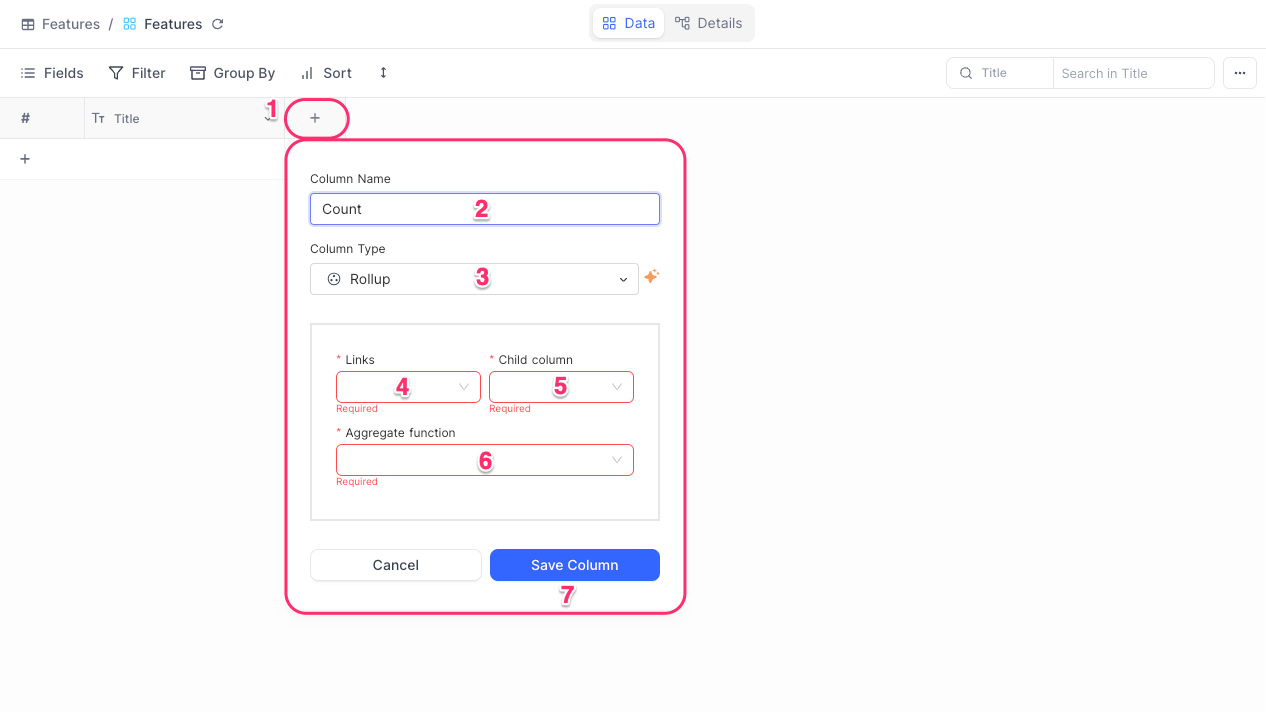 Features / Features
Data Details
Fields Filter Group By Sort
Title Search in Title
# Tт Title 1 +
+
Column Name
Count 2
Column Type
Rollup 3
* Links * Child column
4 5
Required Required
* Aggregate function
6
Required
Cancel Save Column
7